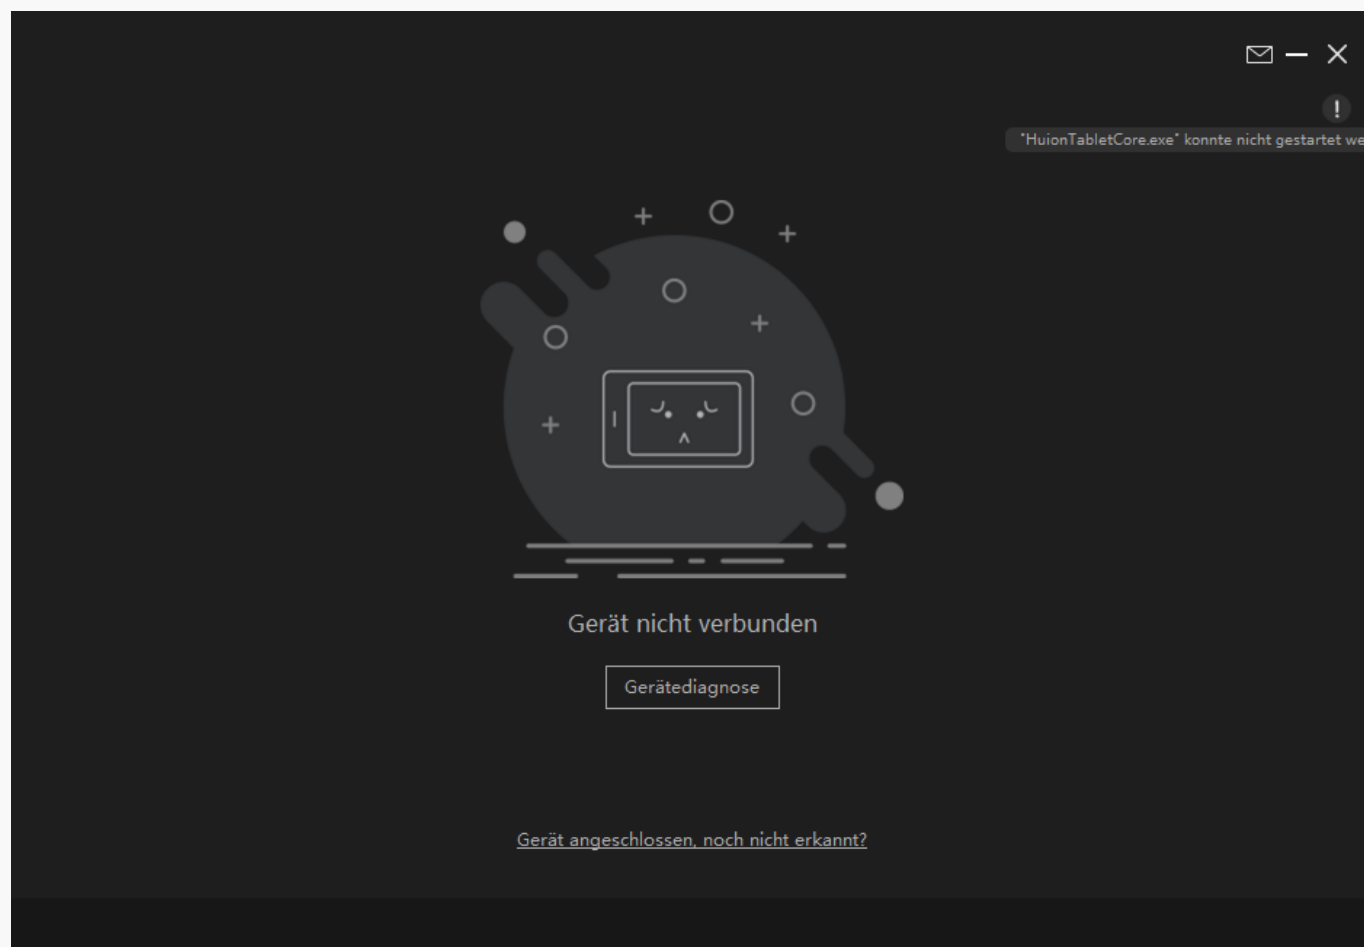 "HuionTabletCore.exe" konnte nicht gestartet we
Gerät nicht verbunden
Gerätediagnose
Gerät angeschlossen, noch nicht erkannt?